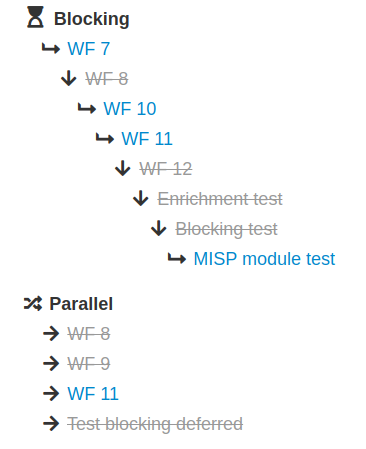 Blocking
WF 7
WF 8
WF 10
WF 11
WF 12
Enrichment test
Blocking test
MISP module test
Parallel
WF 8
WF 9
WF 11
Test blocking deferred